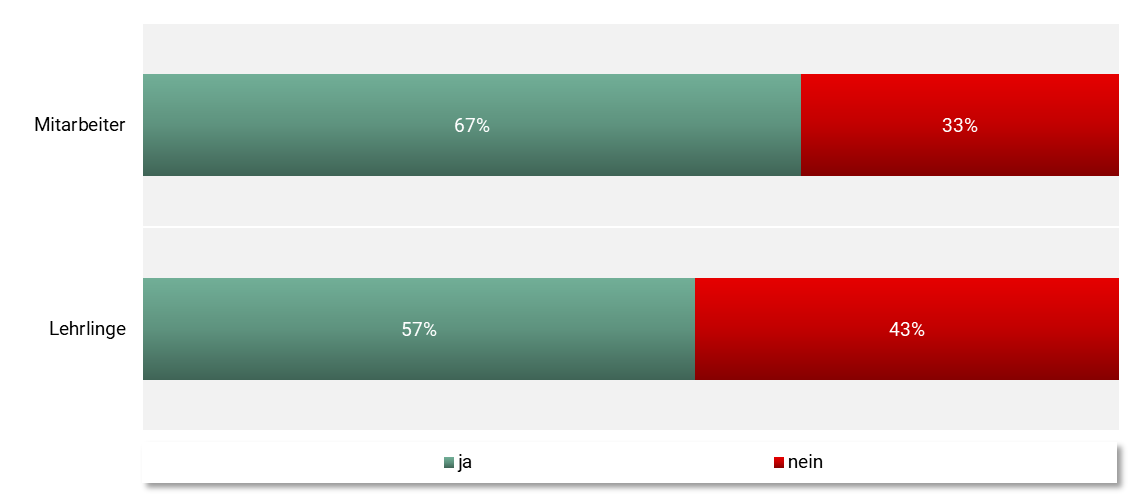 Mitarbeiter 67% 33%
Lehrlinge 57% 43%
ja nein